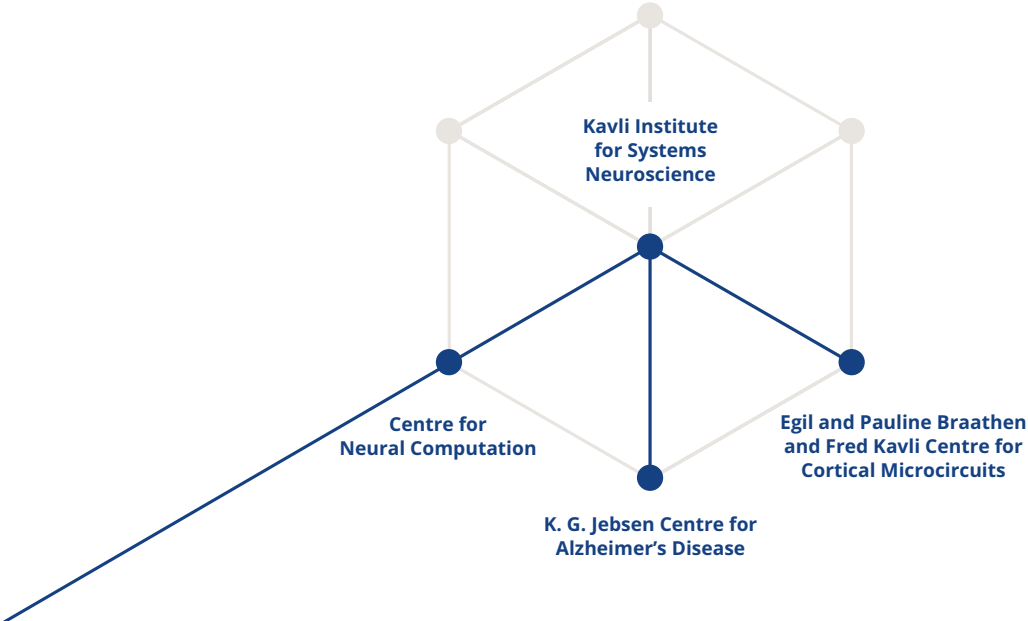 Kavli Institute
for Systems
Neuroscience
Centre for
Neural Computation
Egil and Pauline Braathen
and Fred Kavli Centre for
Cortical Microcircuits
K. G. Jebsen Centre for
Alzheimer’s Disease